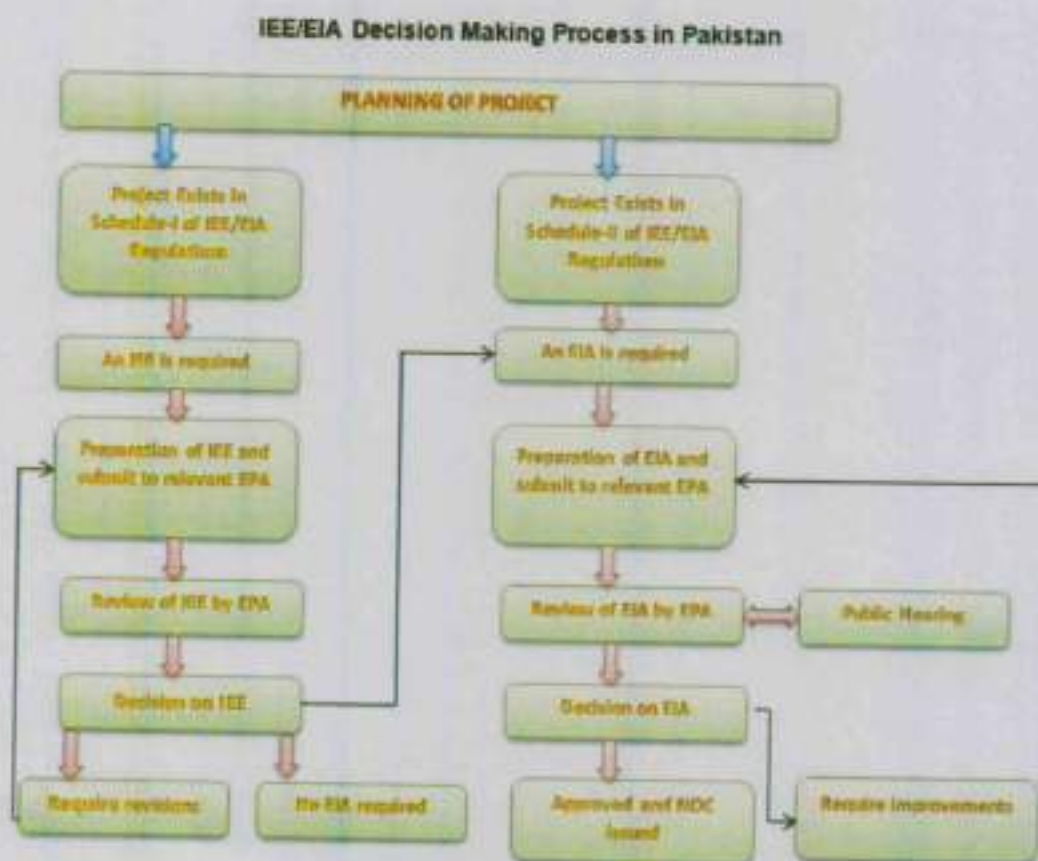 IEE/EIA Decision Making Process in Pakistan
PLANNING OF PROJECT
Project Exists in
Schedule-I of IEE/EIA
Regulations
An IEE is required
Preparation of IEE and
submit to relevant EPA
Review of IEE by EPA
Decision on IEE
Require revisions
No EIA required
Project Exists in
Schedule-II of IEE/EIA
Regulations
An EIA is required
Preparation of EIA and
submit to relevant EPA
Review of EIA by EPA
Public Hearing
Decision on EIA
Approved and NOC
issued
Require improvements